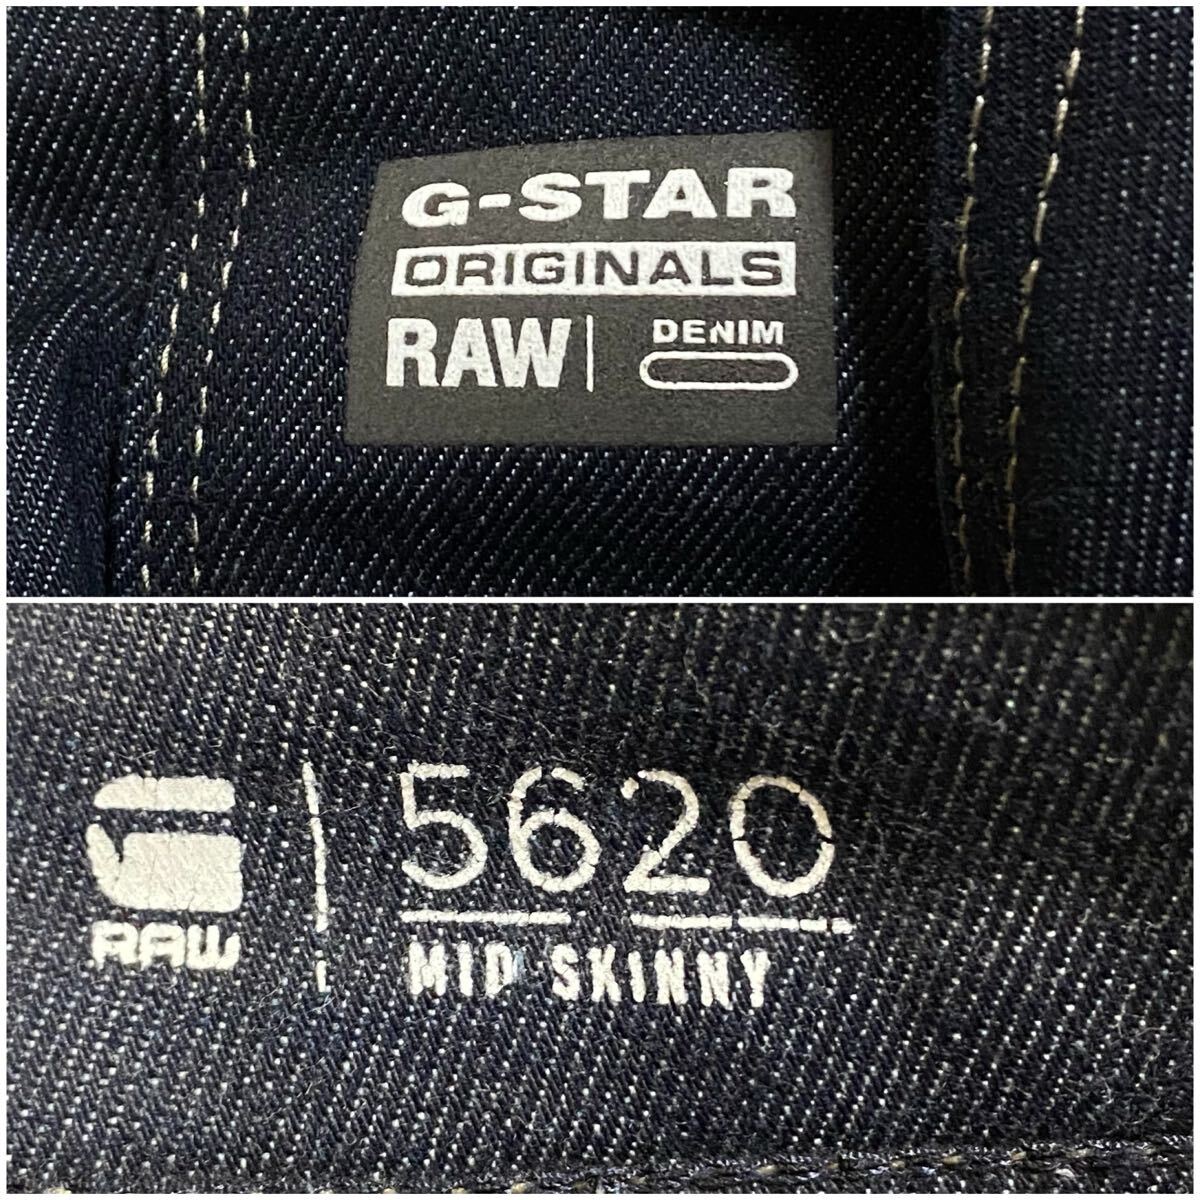 G-STAR
ORIGINALS
RAW DENIM
RAW
5620
MID SKINNY